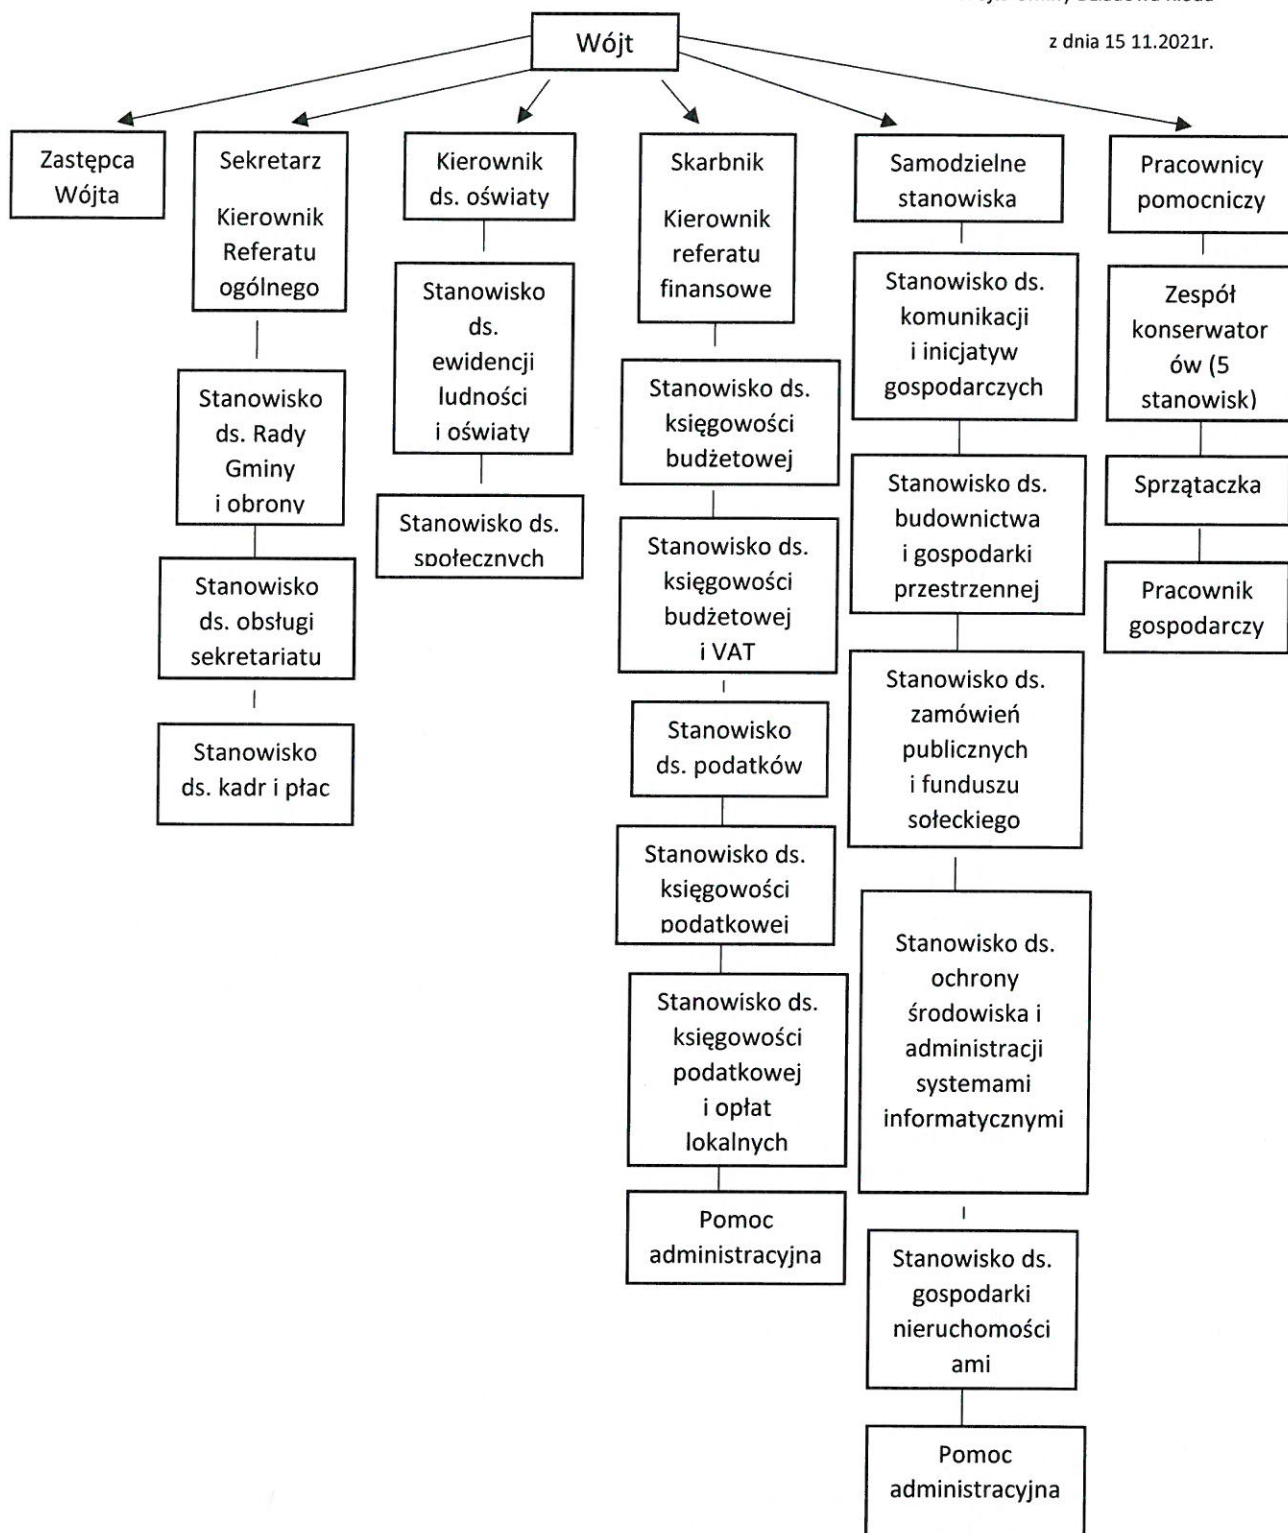 z dnia 15 11.2021r.
Wójt
Zastępca
Wójta
Sekretarz
Kierownik
Referatu
ogólnego
Stanowisko
ds. Rady
Gminy
i obrony
Stanowisko
ds. obsługi
sekretariatu
Stanowisko
ds. kadr i płac
Kierownik
ds. oświaty
Stanowisko
ds.
ewidencji
ludności
i oświaty
Stanowisko ds.
społecznych
Skarbnik
Kierownik
referatu
finansowe
Stanowisko ds.
księgowości
budżetowej
Stanowisko ds.
księgowości
budżetowej
i VAT
Stanowisko
ds. podatków
Stanowisko ds.
księgowości
podatkowej
Stanowisko ds.
księgowości
podatkowej
i opłat
lokalnych
Pomoc
administracyjna
Samodzielne
stanowiska
Stanowisko ds.
komunikacji
i inicjatyw
gospodarczych
Stanowisko ds.
budownictwa
i gospodarki
przestrzennej
Stanowisko ds.
zamówień
publicznych
i funduszu
sołeckiego
Stanowisko ds.
ochrony
środowiska i
administracji
systemami
informatycznymi
Stanowisko ds.
gospodarki
nieruchomości
ami
Pomoc
administracyjna
Pracownicy
pomocniczy
Zespół
konserwator
ów (5
stanowisk)
Sprzątaczka
Pracownik
gospodarczy